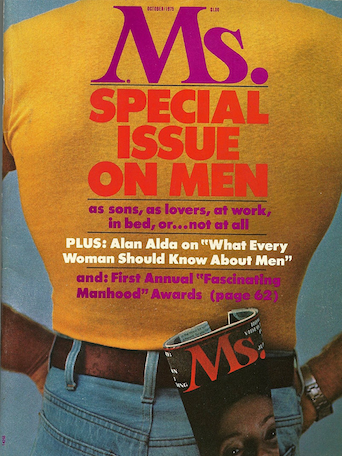 OCTOBER • 1975 $1.00
Ms.
SPECIAL
ISSUE
ON MEN
as sons, as lovers, at work,
in bed, or...not at all
PLUS: Alan Alda on "What Every
Woman Should Know About Men"
and: First Annual "Fascinating
Manhood" Awards (page 62)
Ms.